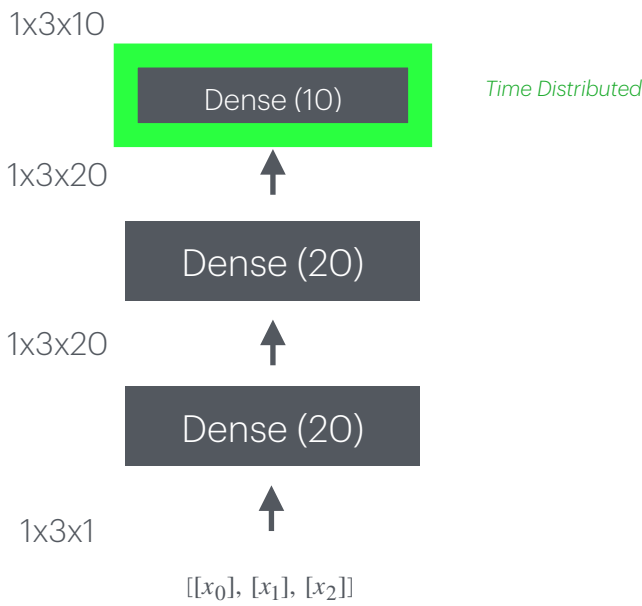 1x3x10
Dense (10)
Time Distributed
1x3x20
Dense (20)
1x3x20
Dense (20)
1x3x1
[[x₀], [x₁], [x₂]]